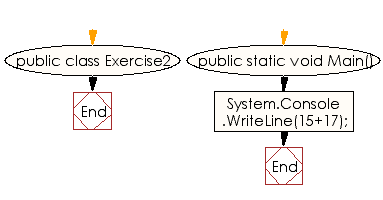 public class Exercise2
End
public static void Main()
System.Console
.WriteLine(15+17);
End